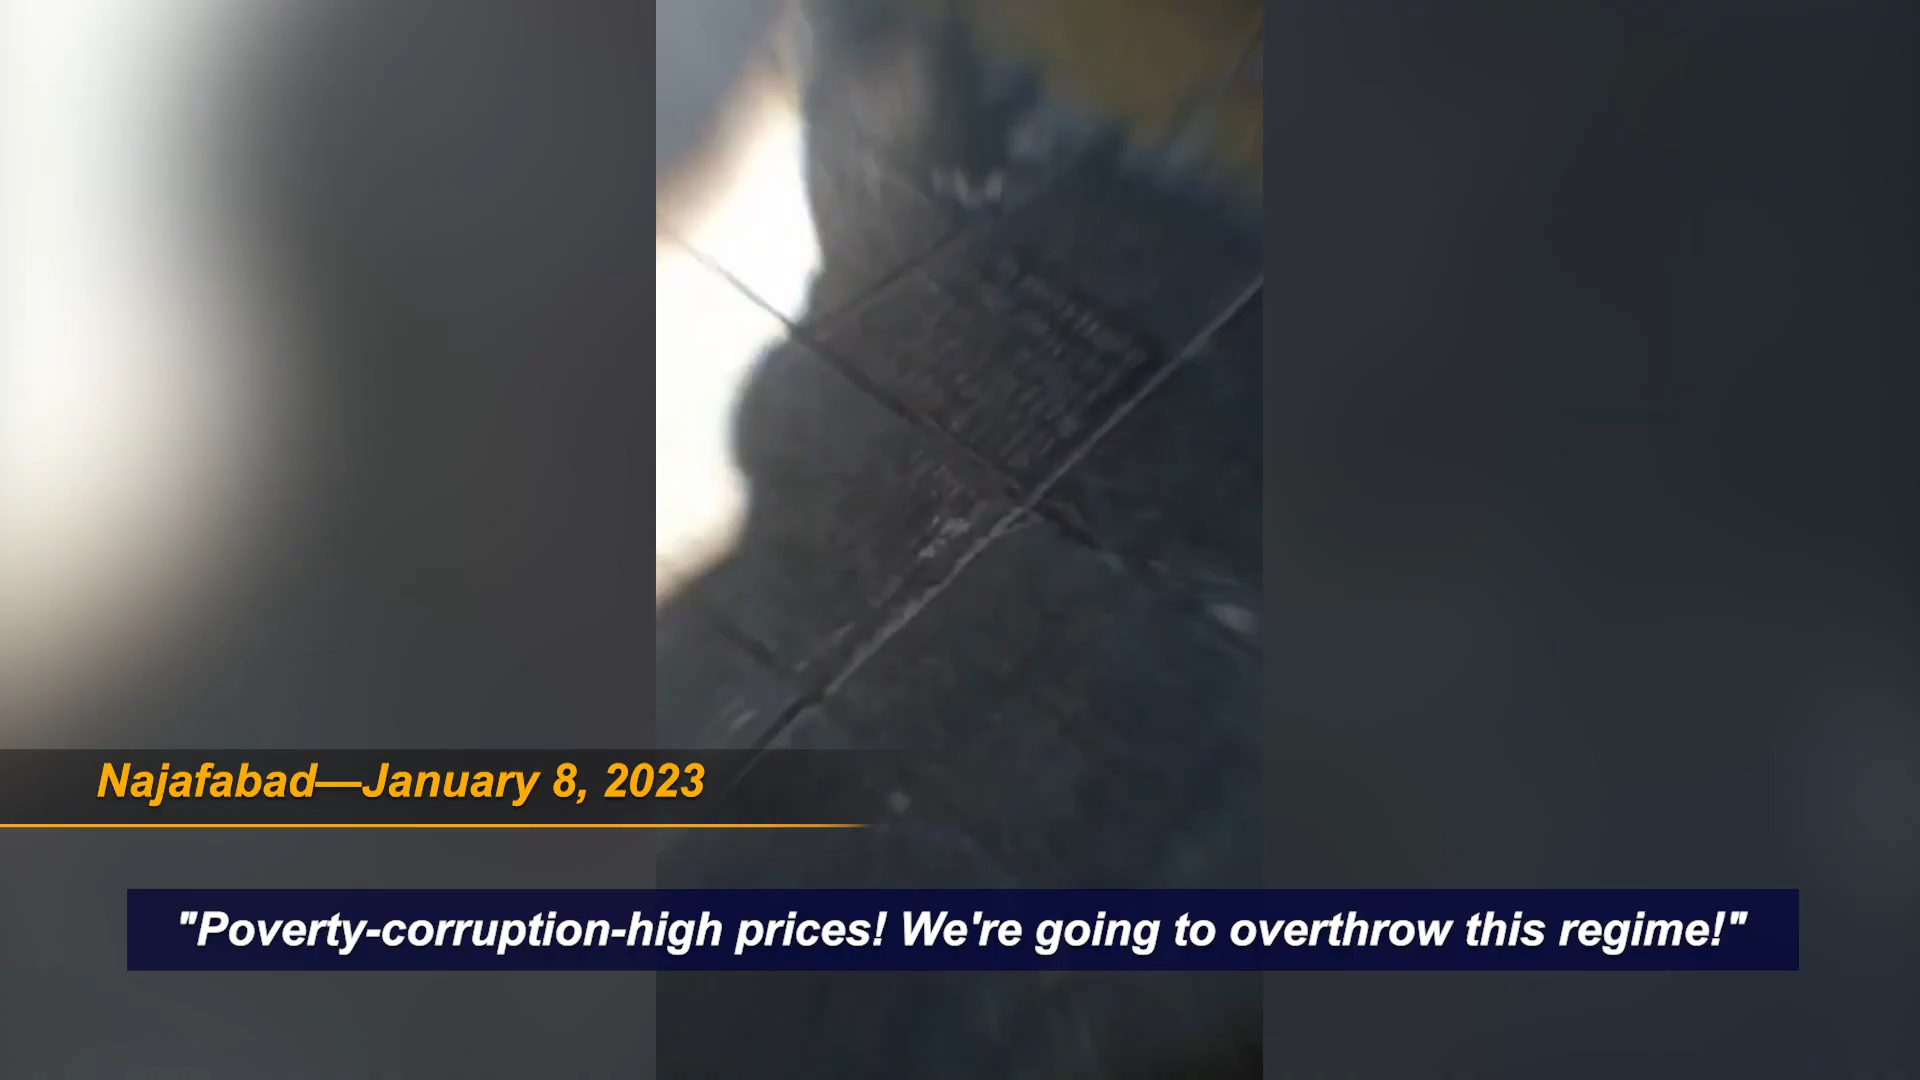 Najafabad—January 8, 2023
"Poverty-corruption-high prices! We're going to overthrow this regime!"